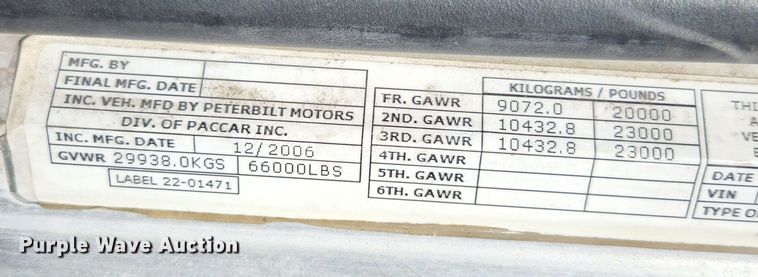 MFG. BY
FINAL MFG. DATE
INC. VEH. MFD BY PETERBILT MOTORS
DIV. OF PACCAR INC.
INC. MFG. DATE 12/2006
GVWR 29938.0KGS 66000LBS
LABEL 22-01471
KILOGRAMS / POUNDS
FR. GAWR 9072.0 20000
2ND. GAWR 10432.8 23000
3RD. GAWR 10432.8 23000
4TH. GAWR
5TH. GAWR
6TH. GAWR
THI
A
VE
DATE
VIN
TYPE O
Purple Wave Auction